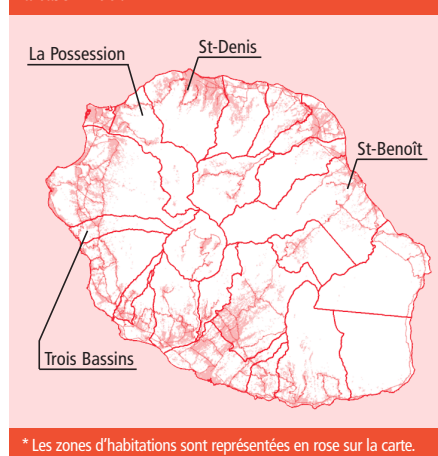 St-Denis
La Possession
St-Benoît
Trois Bassins
* Les zones d'habitations sont représentées en rose sur la carte.